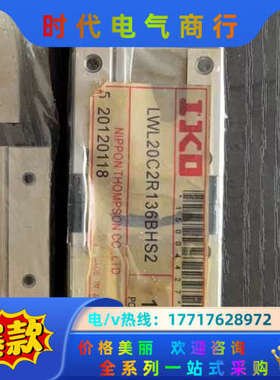 时代电气商行
IKO
LWL20C2R136BHS2
NIPPON THOMPSON CO., LTD
20120118
款
电/v热线：17717628972
价格美丽 欢迎咨询
全系列一站式采购